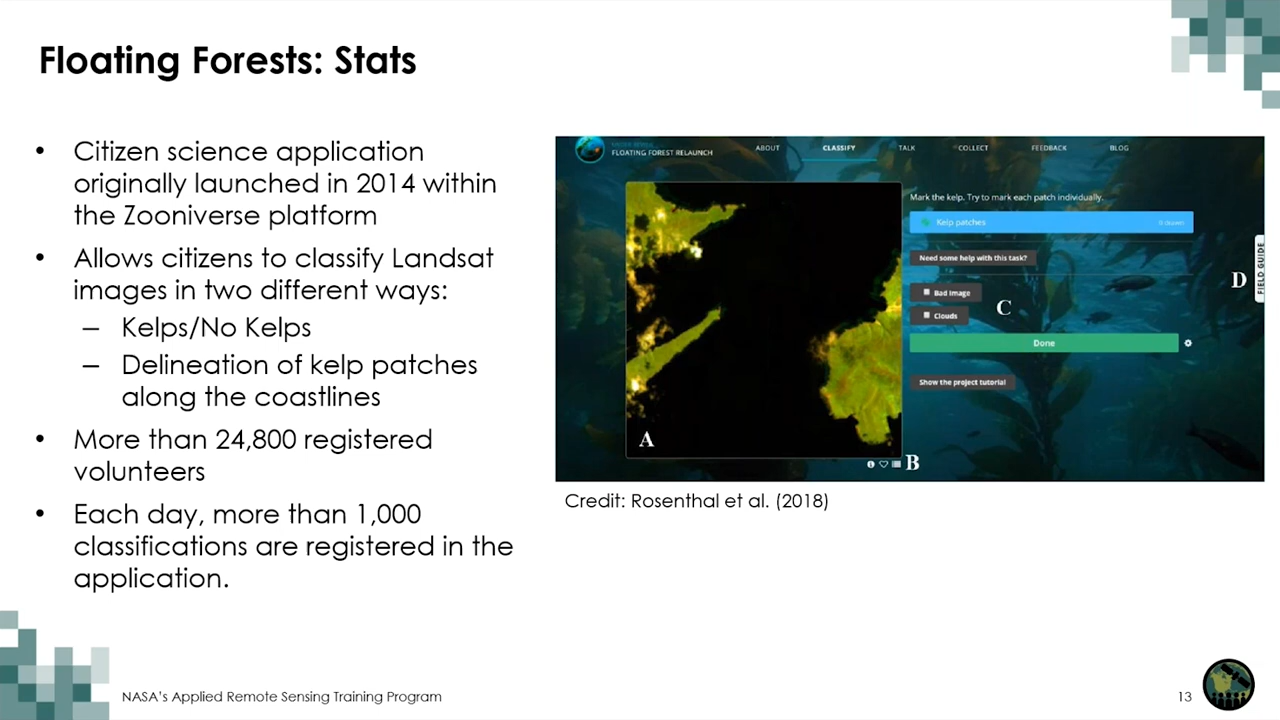 Floating Forests: Stats
• Citizen science application
originally launched in 2014 within
the Zooniverse platform
• Allows citizens to classify Landsat
images in two different ways:
– Kelps/No Kelps
– Delineation of kelp patches
along the coastlines
• More than 24,800 registered
volunteers
• Each day, more than 1,000
classifications are registered in the
application.
FLOATING FOREST RELAUNCH
ABOUT CLASSIFY TALK COLLECT FEEDBACK BLOG
Mark the kelp. Try to mark each patch individually.
Kelp patches
Need some help with this task?
Bad Image
Clouds
Done
Show the project tutorial
A
B
C
D
FIELD GUIDE
Credit: Rosenthal et al. (2018)
NASA's Applied Remote Sensing Training Program
13